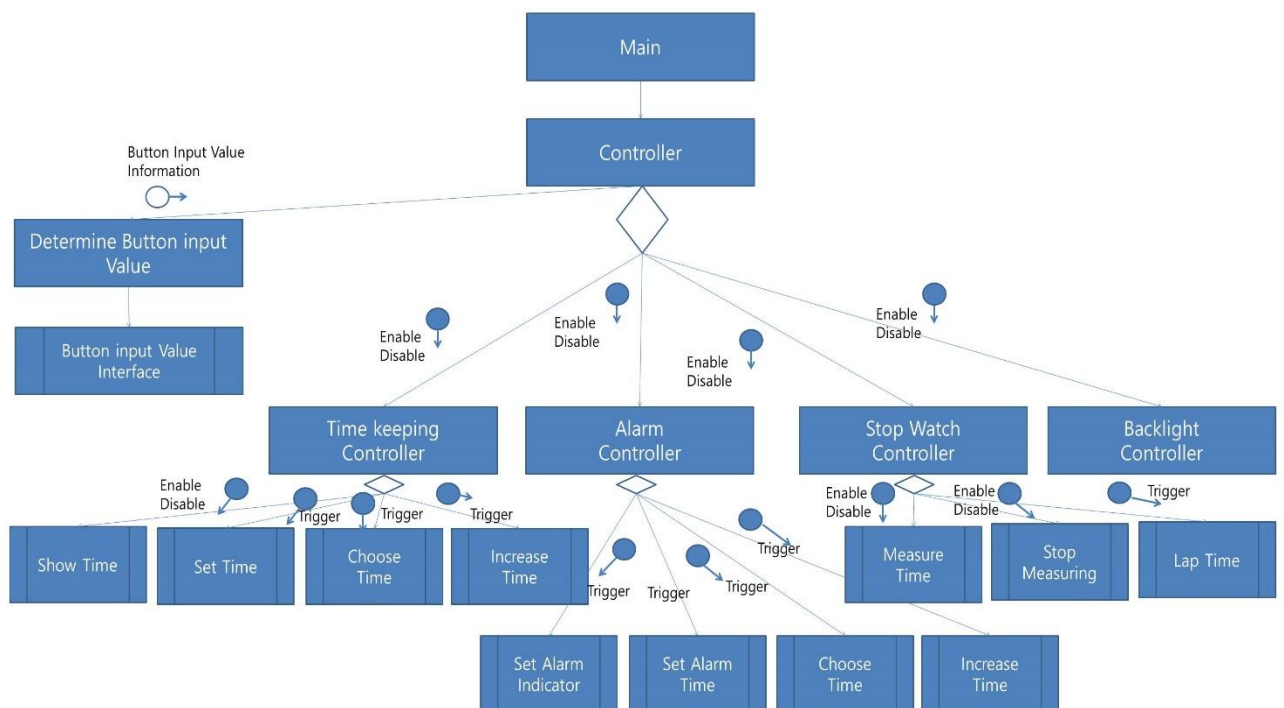 Main
Controller
Button Input Value
Information
Determine Button input
Value
Button input Value
Interface
Enable
Disable
Enable
Disable
Enable
Disable
Enable
Disable
Time keeping
Controller
Alarm
Controller
Stop Watch
Controller
Backlight
Controller
Enable
Disable
Trigger
Trigger
Trigger
Enable
Disable
Enable
Disable
Trigger
Show Time
Set Time
Choose
Time
Increase
Time
Trigger
Trigger
Trigger
Trigger
Measure
Time
Stop
Measuring
Lap Time
Set Alarm
Indicator
Set Alarm
Time
Choose
Time
Increase
Time